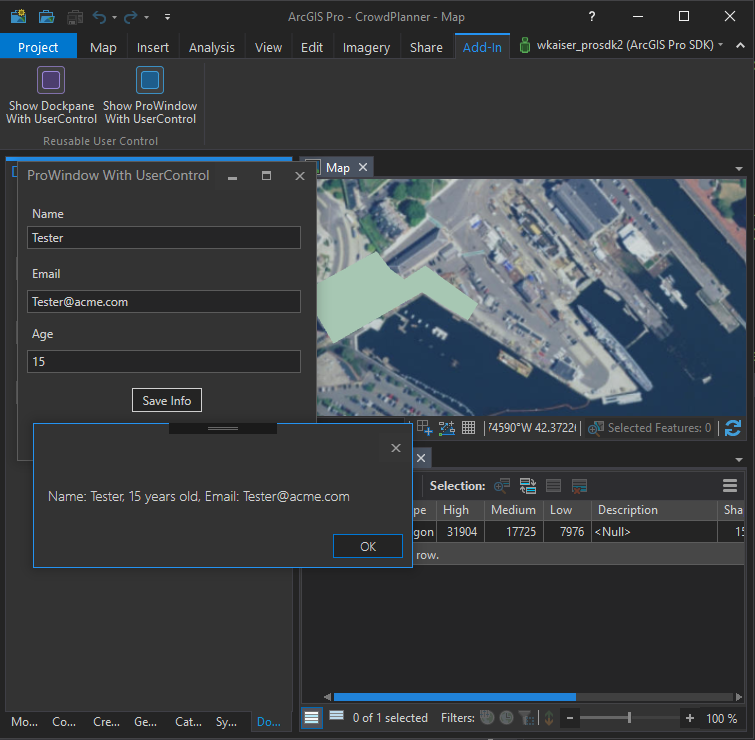 ArcGIS Pro - CrowdPlanner - Map
?
Project Map Insert Analysis View Edit Imagery Share Add-In wkaiser_prosdk2 (ArcGIS Pro SDK)
Show Dockpane With UserControl
Show ProWindow With UserControl
Reusable User Control
ProWindow With UserControl
Name
Tester
Email
Tester@acme.com
Age
15
Save Info
Name: Tester, 15 years old, Email: Tester@acme.com
OK
Map
74590°W 42.3722
Selected Features: 0
Selection:
pe High Medium Low Description Sha
gon 31904 17725 7976 <Null> 15
row.
0 of 1 selected Filters: 100 %
Mo... Co... Cre... Ge... Cat... Sy... Do...